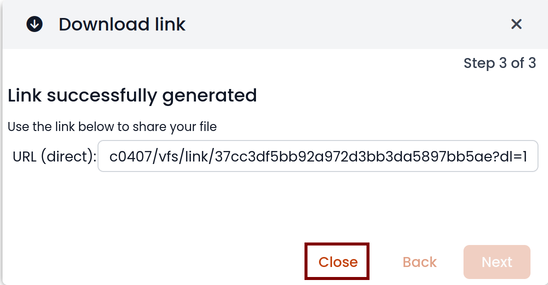 Download link
Step 3 of 3
Link successfully generated
Use the link below to share your file
URL (direct): c0407/vfs/link/37cc3df5bb92a972d3bb3da5897bb5ae?dl=1
Close Back Next